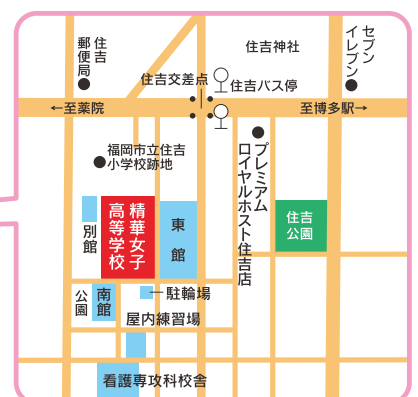 住吉
郵便局
住吉神社
セブン
イレブン
住吉交差点
住吉バス停
←至薬院
至博多駅→
福岡市立住吉
小学校跡地
プレミアム
ロイヤルホスト住吉店
精華女子
高等学校
別館
東館
住吉
公園
公園
南館
駐輪場
屋内練習場
看護専攻科校舎